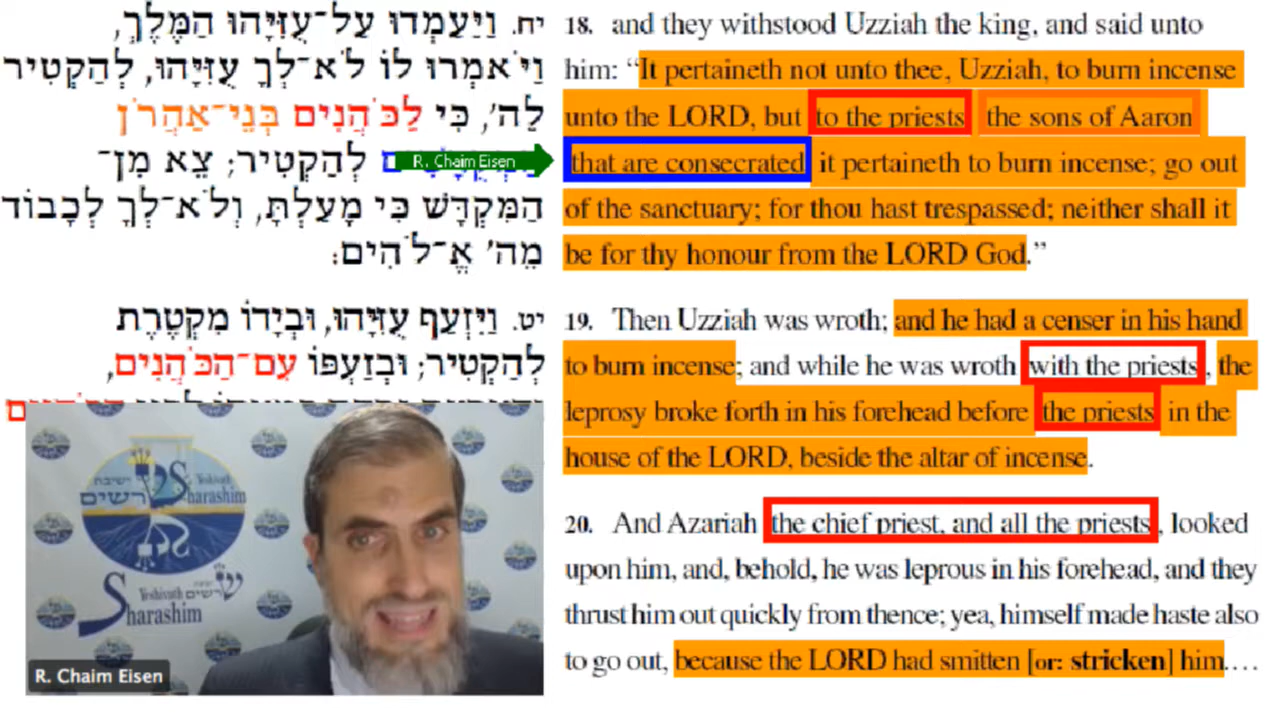 יח. וַיַּעַמְדוּ עַל־עֻזִּיָּהוּ הַמֶּלֶךְ,
וַיֹּאמְרוּ לוֹ לֹא־לְךָ עֻזִּיָּהוּ, לְהַקְטִיר
לַה', כִּי לַכֹּהֲנִים בְּנֵי־אַהֲרֹן
לְהַקְטִיר; צֵא מִן־
הַמִּקְדָּשׁ כִּי מָעַלְתָּ, וְלֹא־לְךָ לְכָבוֹד
מֵה' אֱ־לֹהִים:
R. Chaim Eisen
יט. וַיִּזְעַף עֻזִּיָּהוּ, וּבְיָדוֹ מִקְטֶרֶת
לְהַקְטִיר; וּבְזַעְפּוֹ עִם־הַכֹּהֲנִים,
18. and they withstood Uzziah the king, and said unto
him: “It pertaineth not unto thee, Uzziah, to burn incense
unto the LORD, but to the priests the sons of Aaron
that are consecrated it pertaineth to burn incense; go out
of the sanctuary; for thou hast trespassed; neither shall it
be for thy honour from the LORD God.”
19. Then Uzziah was wroth; and he had a censer in his hand
to burn incense; and while he was wroth with the priests, the
leprosy broke forth in his forehead before the priests in the
house of the LORD, beside the altar of incense.
20. And Azariah the chief priest, and all the priests, looked
upon him, and, behold, he was leprous in his forehead, and they
thrust him out quickly from thence; yea, himself made haste also
to go out, because the LORD had smitten [or: stricken] him....
ישיבת
שרשים
Yeshivath
Sharashim
ישיבת
שרשים
Yeshivath
Sharashim
R. Chaim Eisen